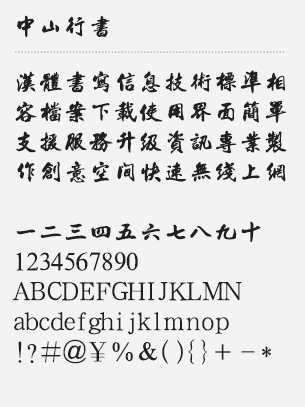 中山行書
漢體書寫信息技術標準相
容檔案下載使用界面簡單
支援服務升級資訊專業製
作創意空间快速無线上網
一二三四五六七八九十
1234567890
ABCDEFGHIJKLMN
abcdefghijklmnop
!?#@¥%&(){}+-*